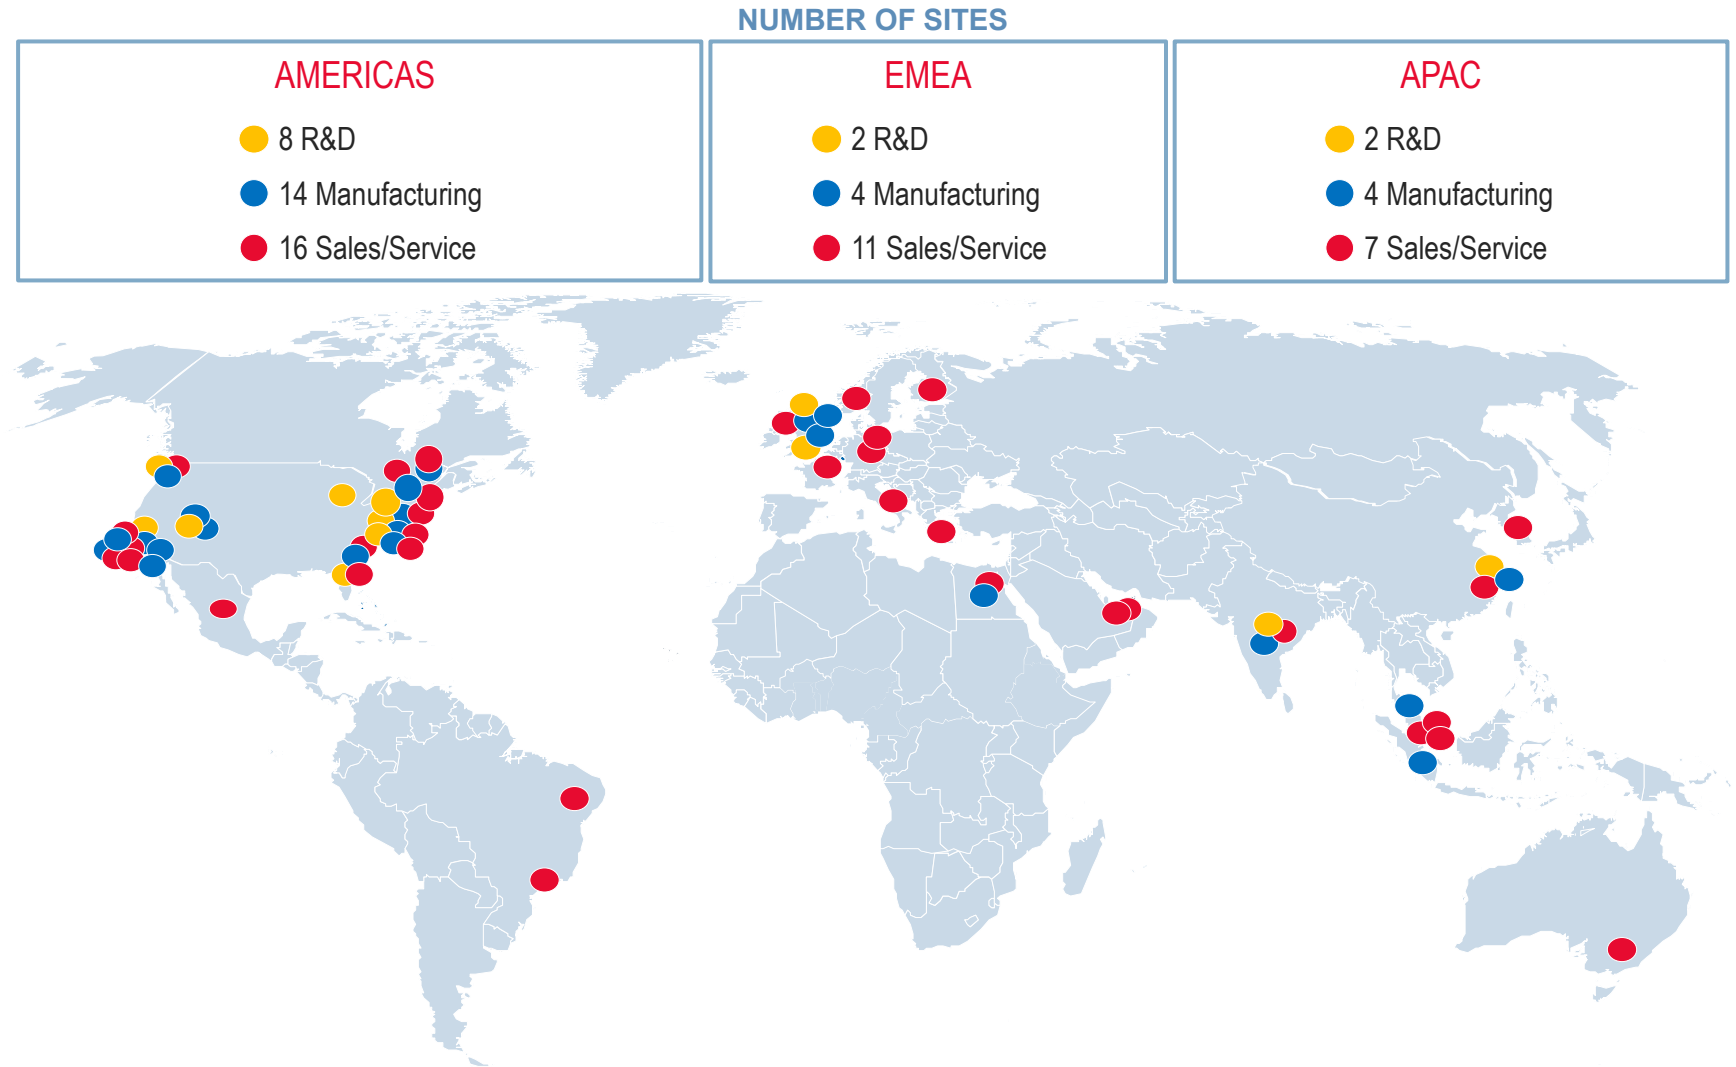 NUMBER OF SITES
AMERICAS
8 R&D
14 Manufacturing
16 Sales/Service
EMEA
2 R&D
4 Manufacturing
11 Sales/Service
APAC
2 R&D
4 Manufacturing
7 Sales/Service